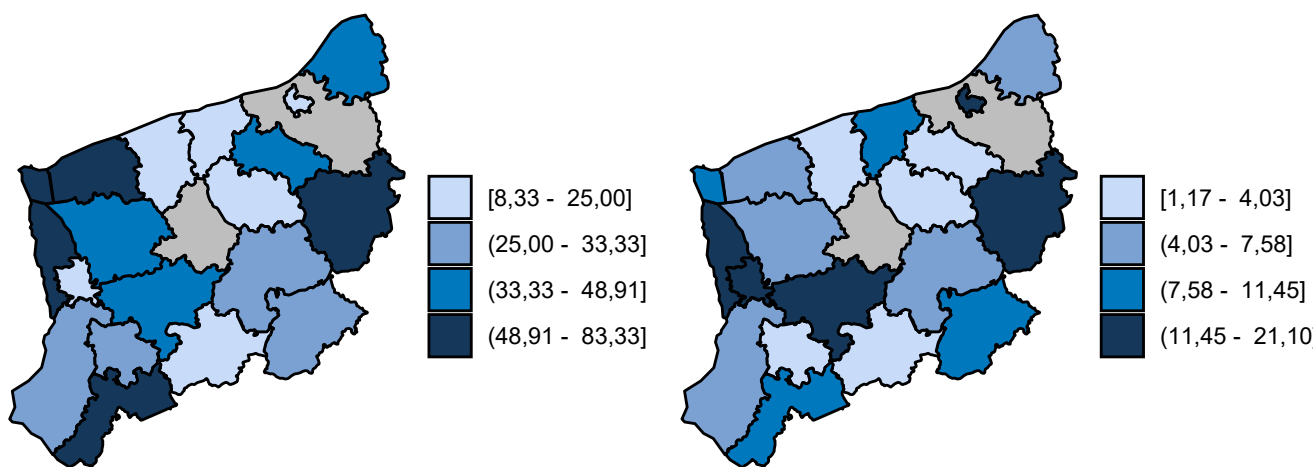 [8,33 -  25,00]
(25,00 -  33,33]
(33,33 -  48,91]
(48,91 -  83,33]
[1,17 -  4,03]
(4,03 -  7,58]
(7,58 -  11,45]
(11,45 -  21,10]